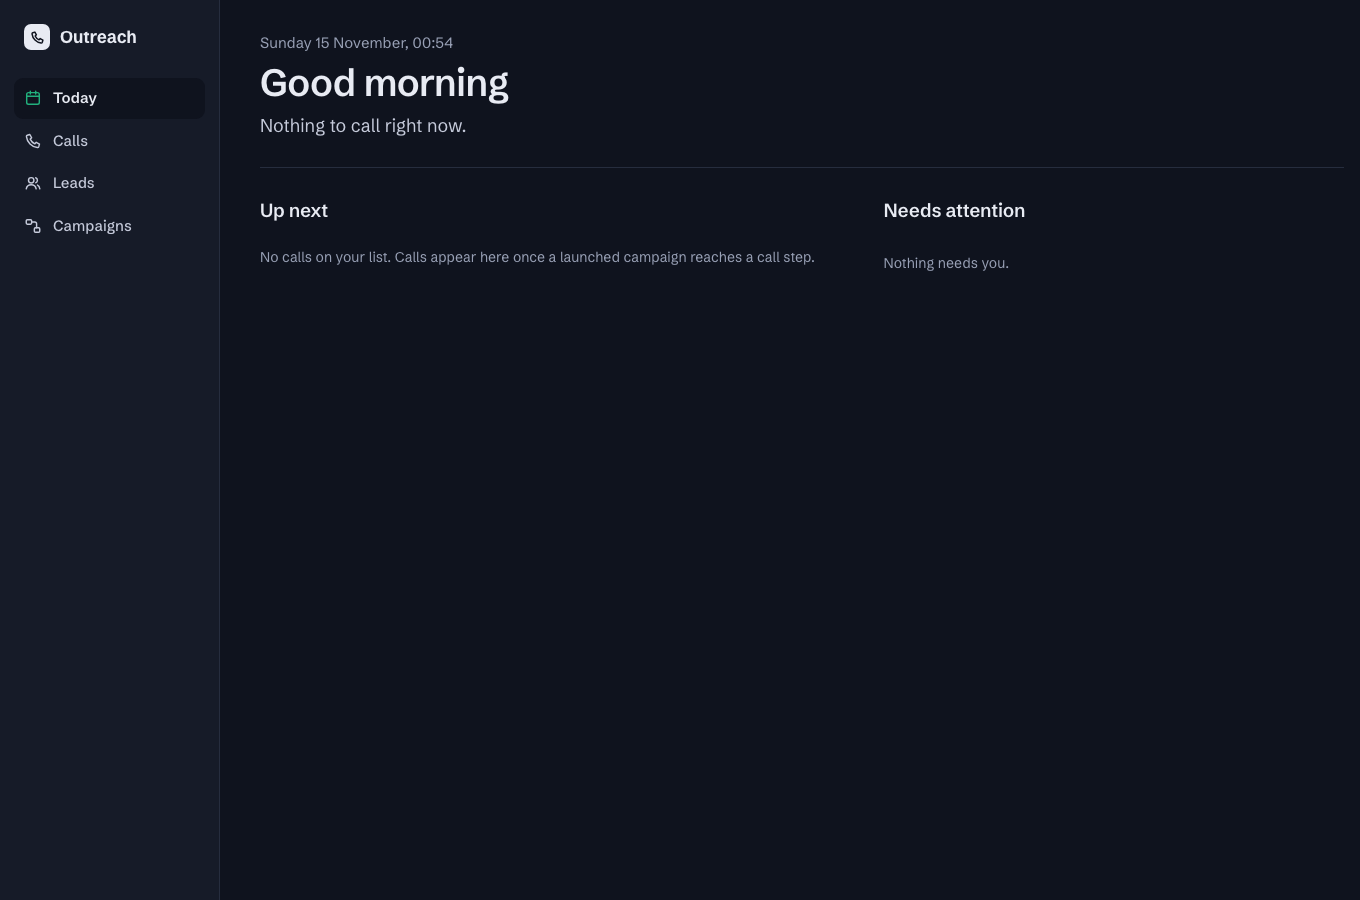 Outreach
Today
Calls
Leads
Campaigns
Sunday 15 November, 00:54
Good morning
Nothing to call right now.
Up next
No calls on your list. Calls appear here once a launched campaign reaches a call step.
Needs attention
Nothing needs you.